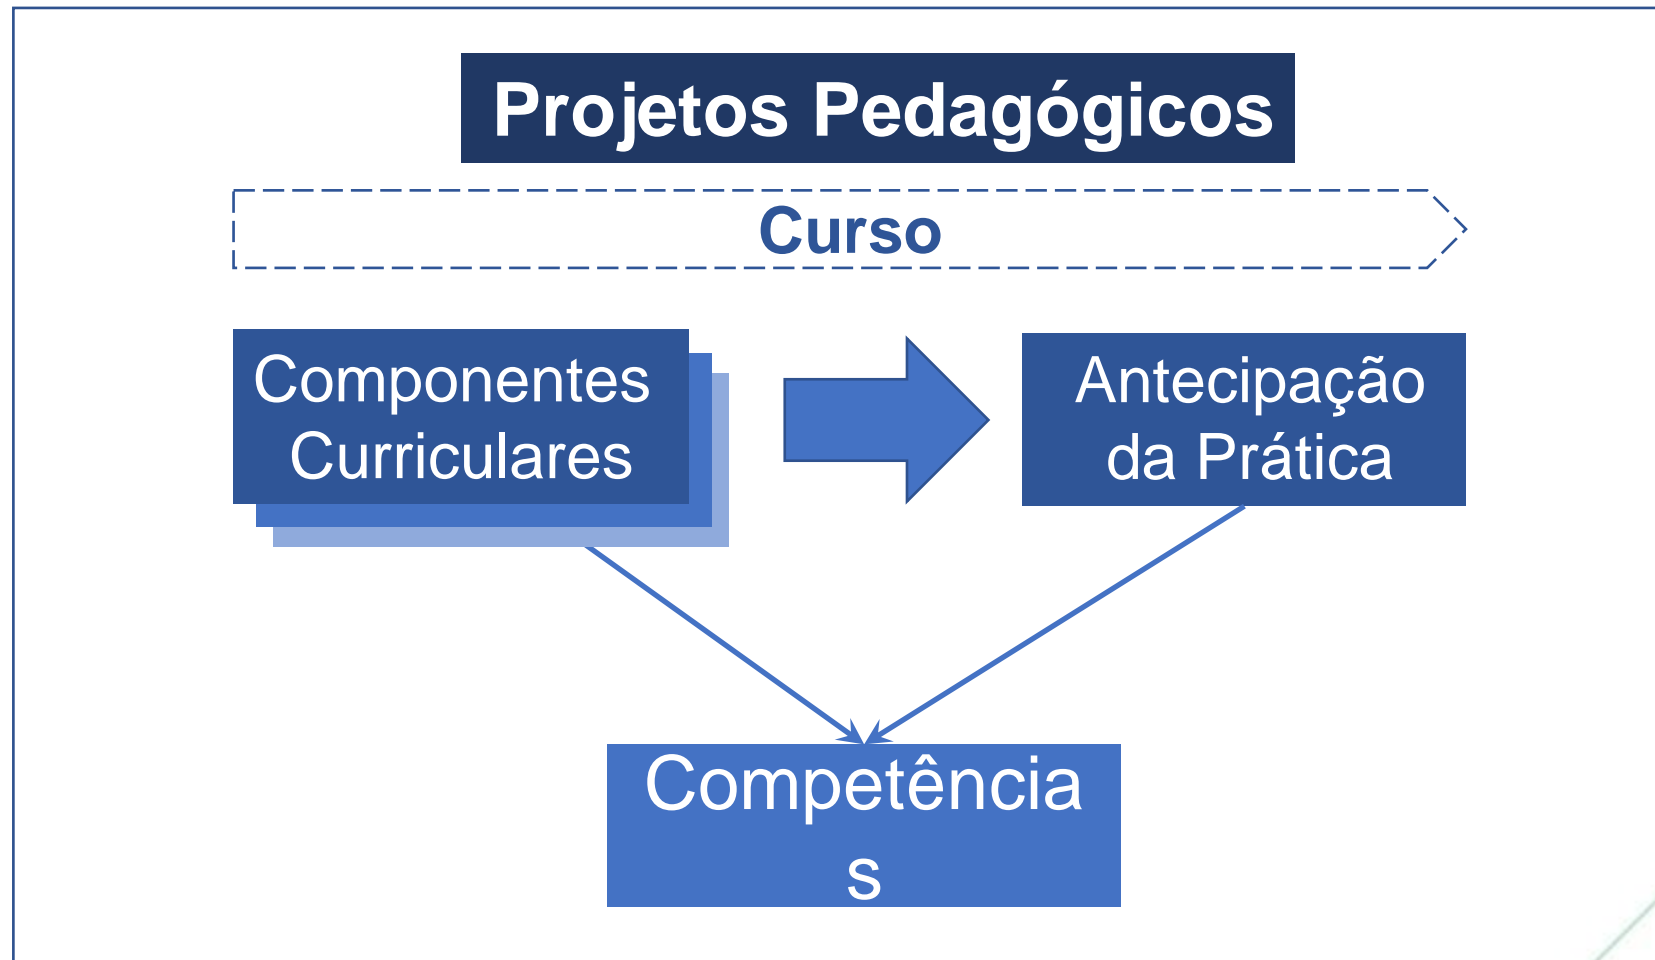 Projetos Pedagógicos
Curso
Componentes
Curriculares
Antecipação
da Prática
Competência
s